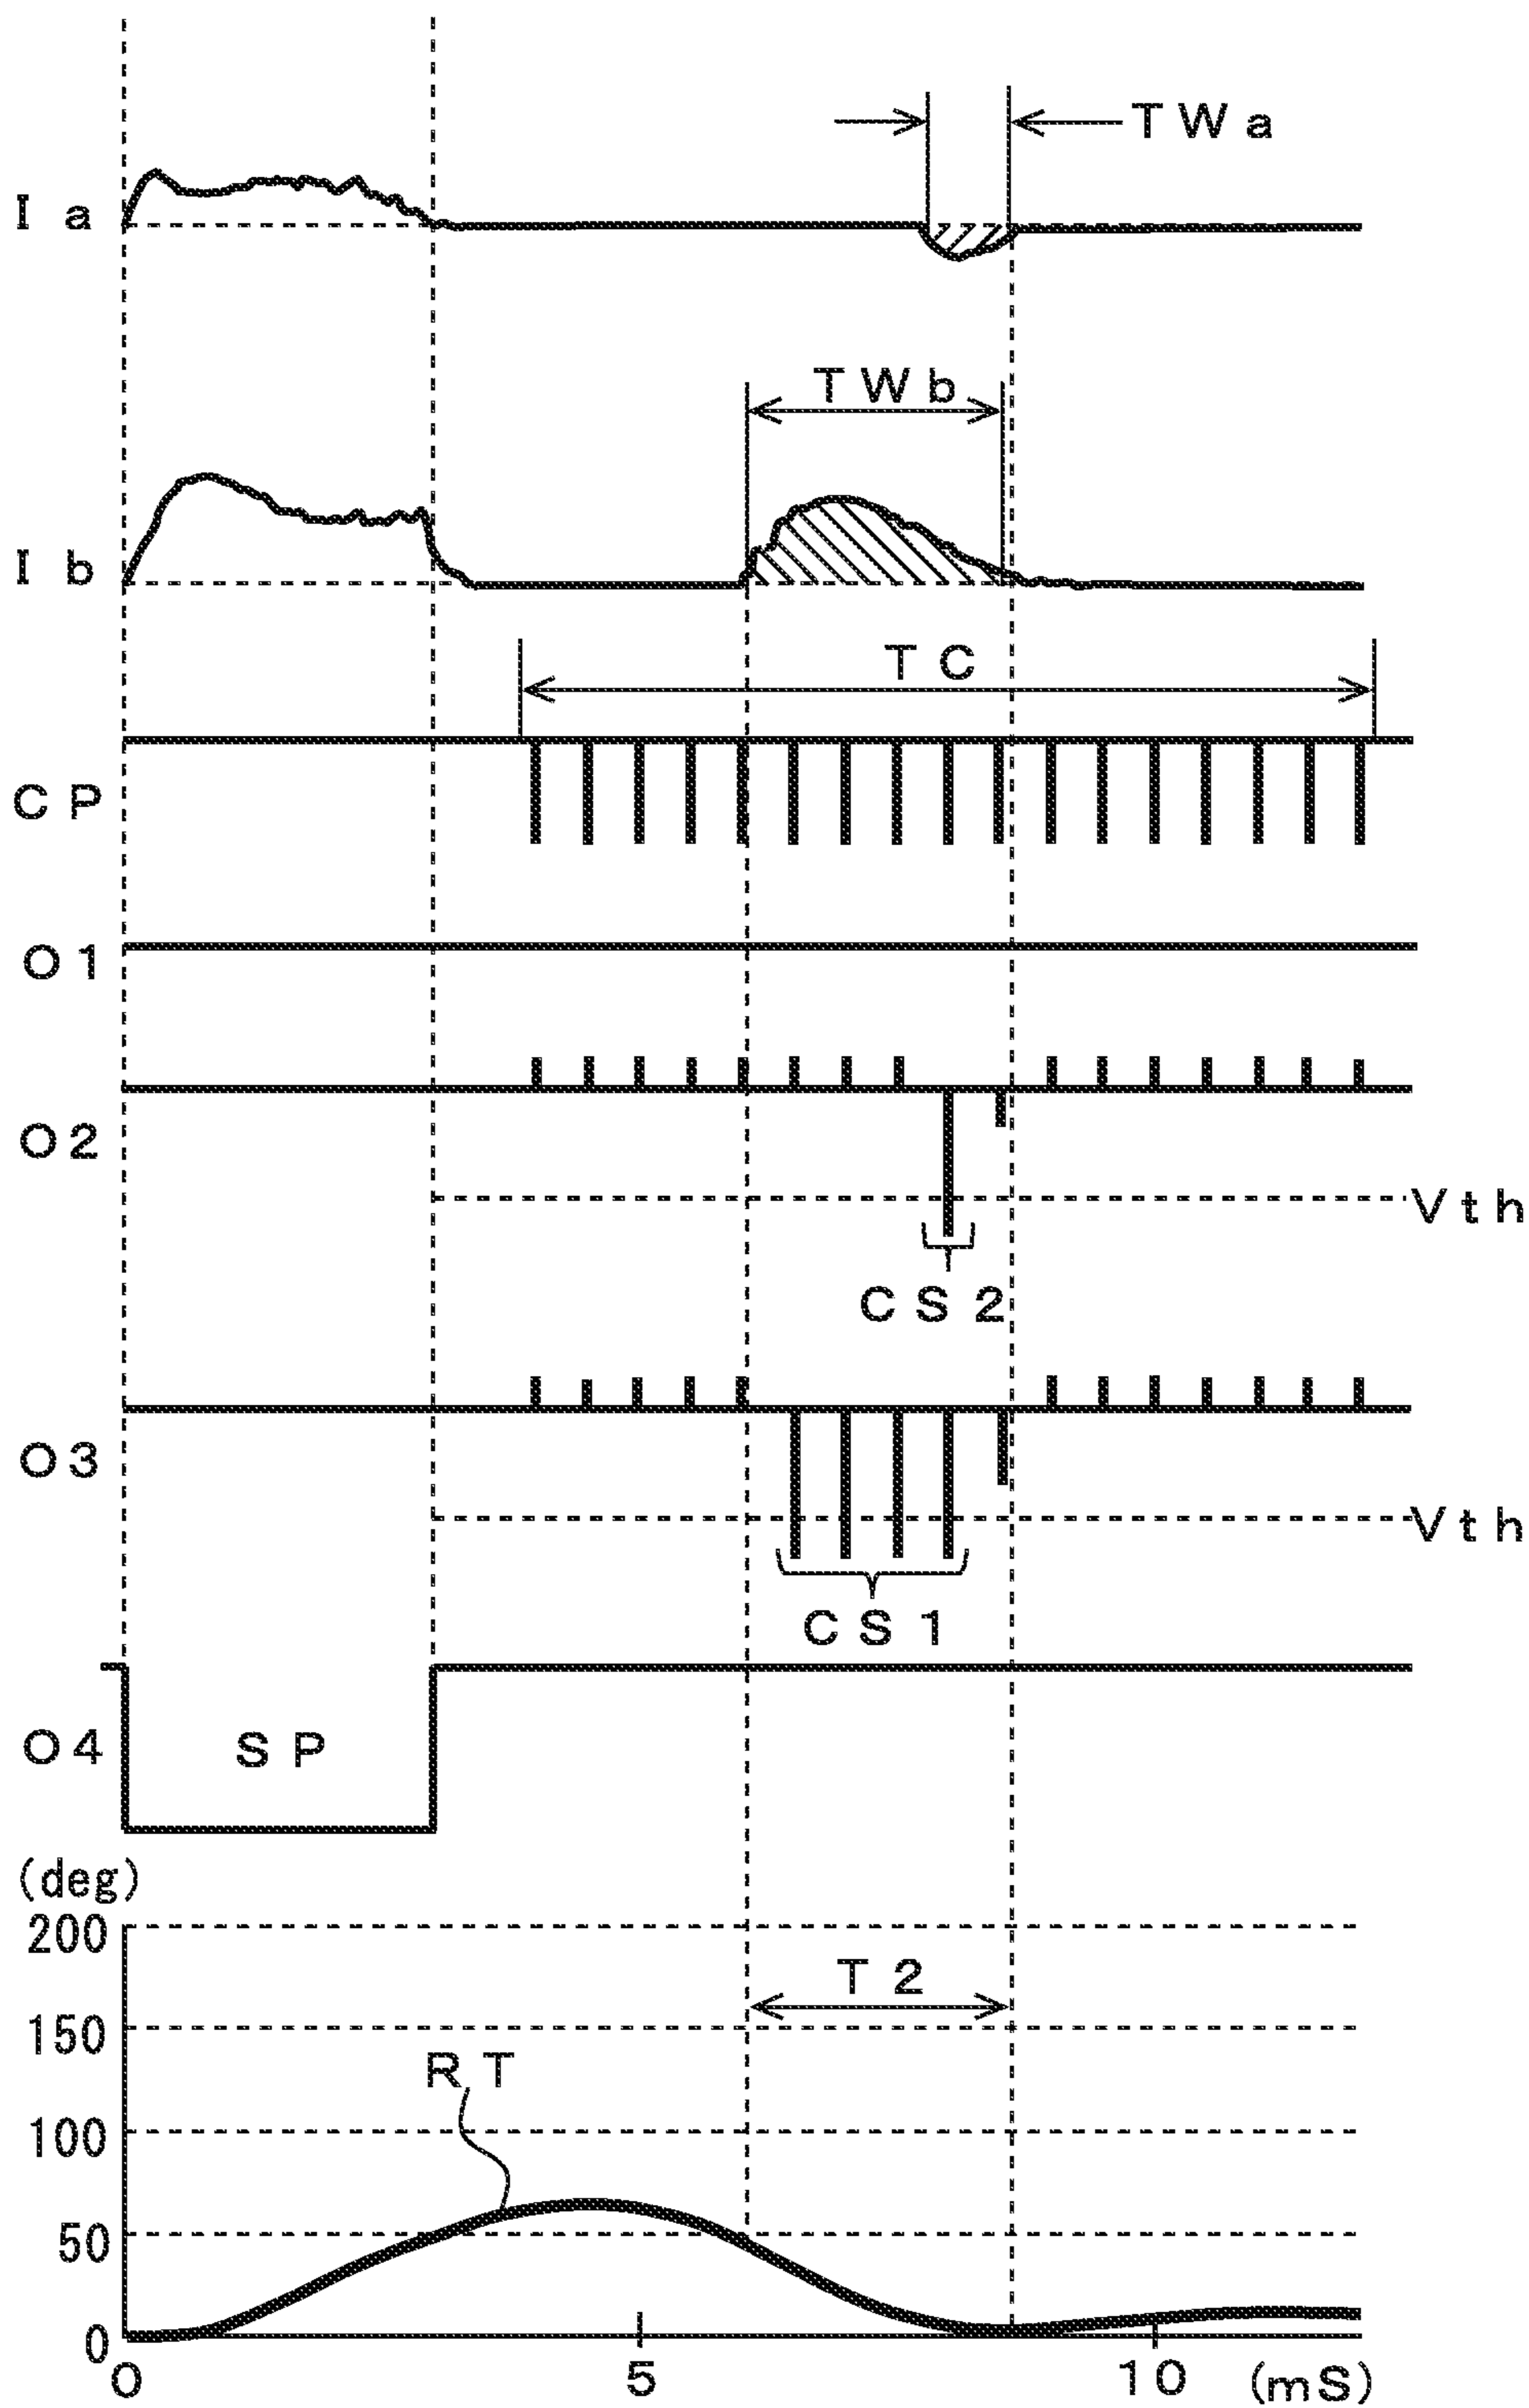 TWa
Ia
TWb
Ib
TC
CP
O1
O2
Vth
CS2
O3
Vth
CS1
O4 SP
(deg)
200
T2
150
RT
100
50
0
0 5 10 (mS)